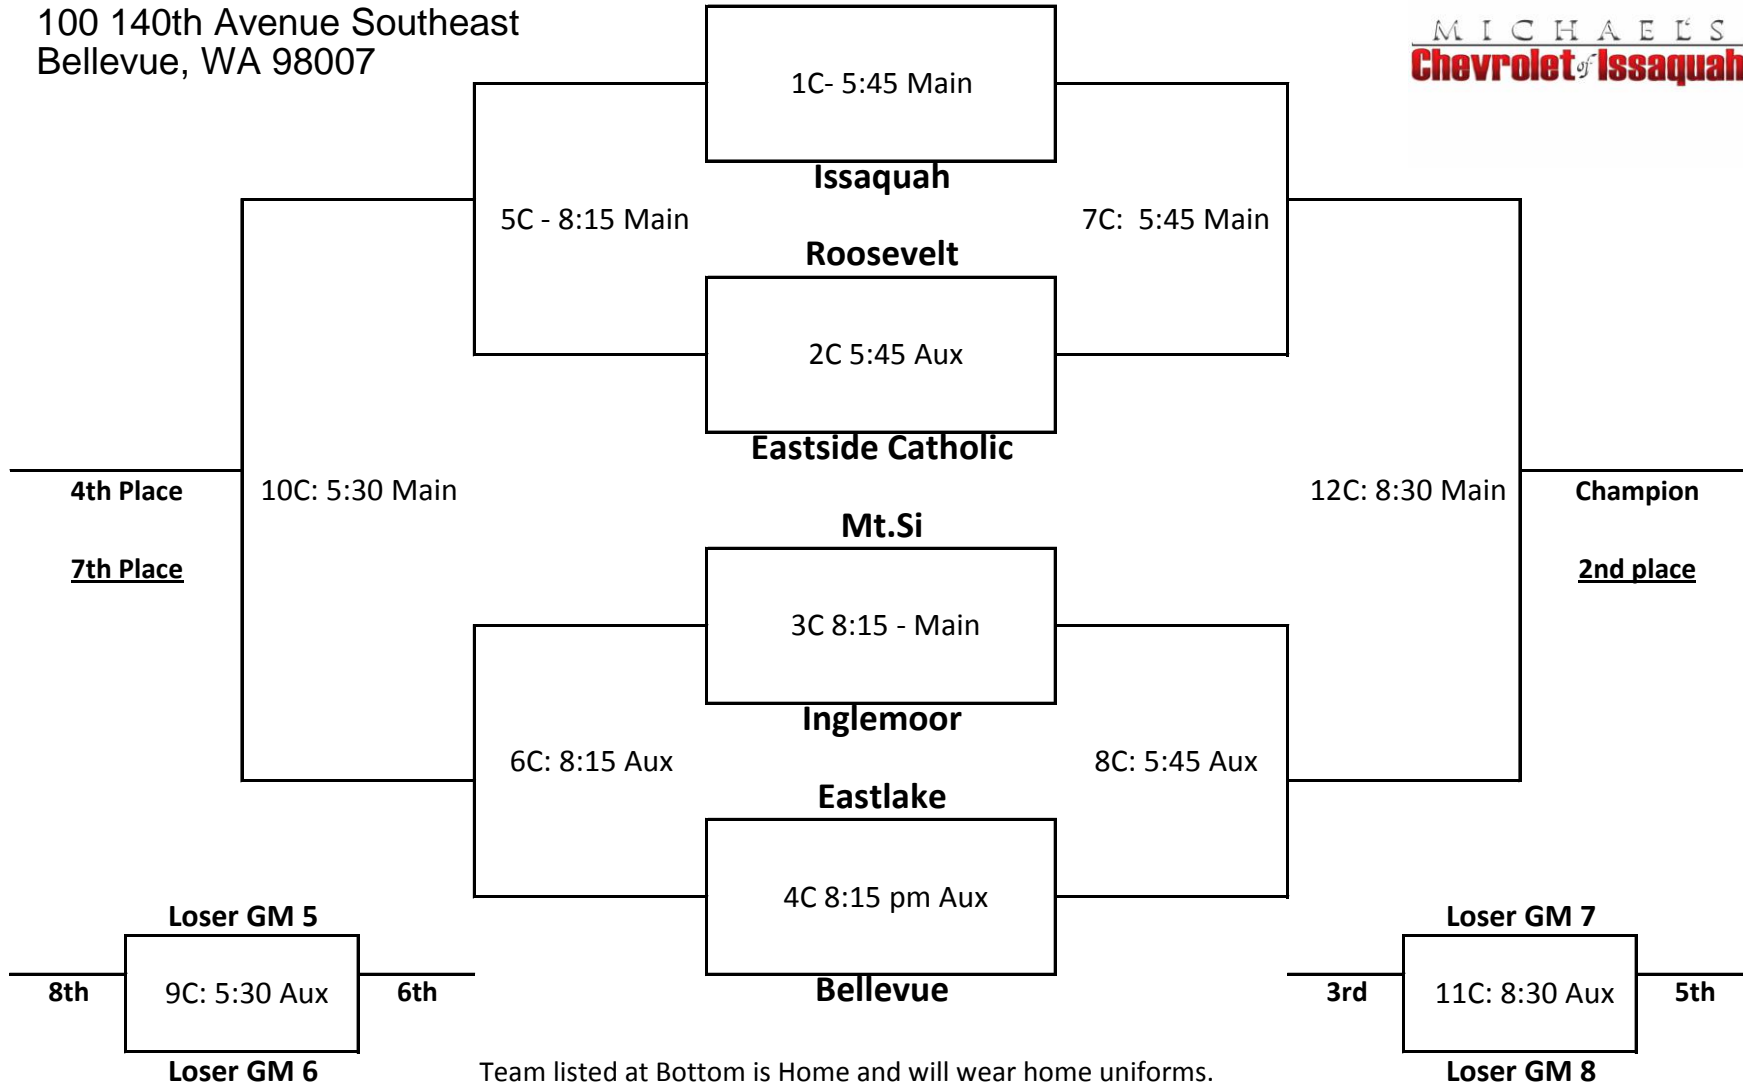 100 140th Avenue Southeast
Bellevue, WA 98007
MICHAEL'S
Chevrolet of Issaquah
1C- 5:45 Main
Issaquah
5C - 8:15 Main
7C:  5:45 Main
Roosevelt
2C 5:45 Aux
Eastside Catholic
4th Place
10C: 5:30 Main
12C: 8:30 Main
Champion
Mt.Si
7th Place
2nd place
3C 8:15 - Main
Inglemoor
6C: 8:15 Aux
8C: 5:45 Aux
Eastlake
4C 8:15 pm Aux
Loser GM 5
Loser GM 7
8th
9C: 5:30 Aux
6th
Bellevue
3rd
11C: 8:30 Aux
5th
Loser GM 6
Team listed at Bottom is Home and will wear home uniforms.
Loser GM 8